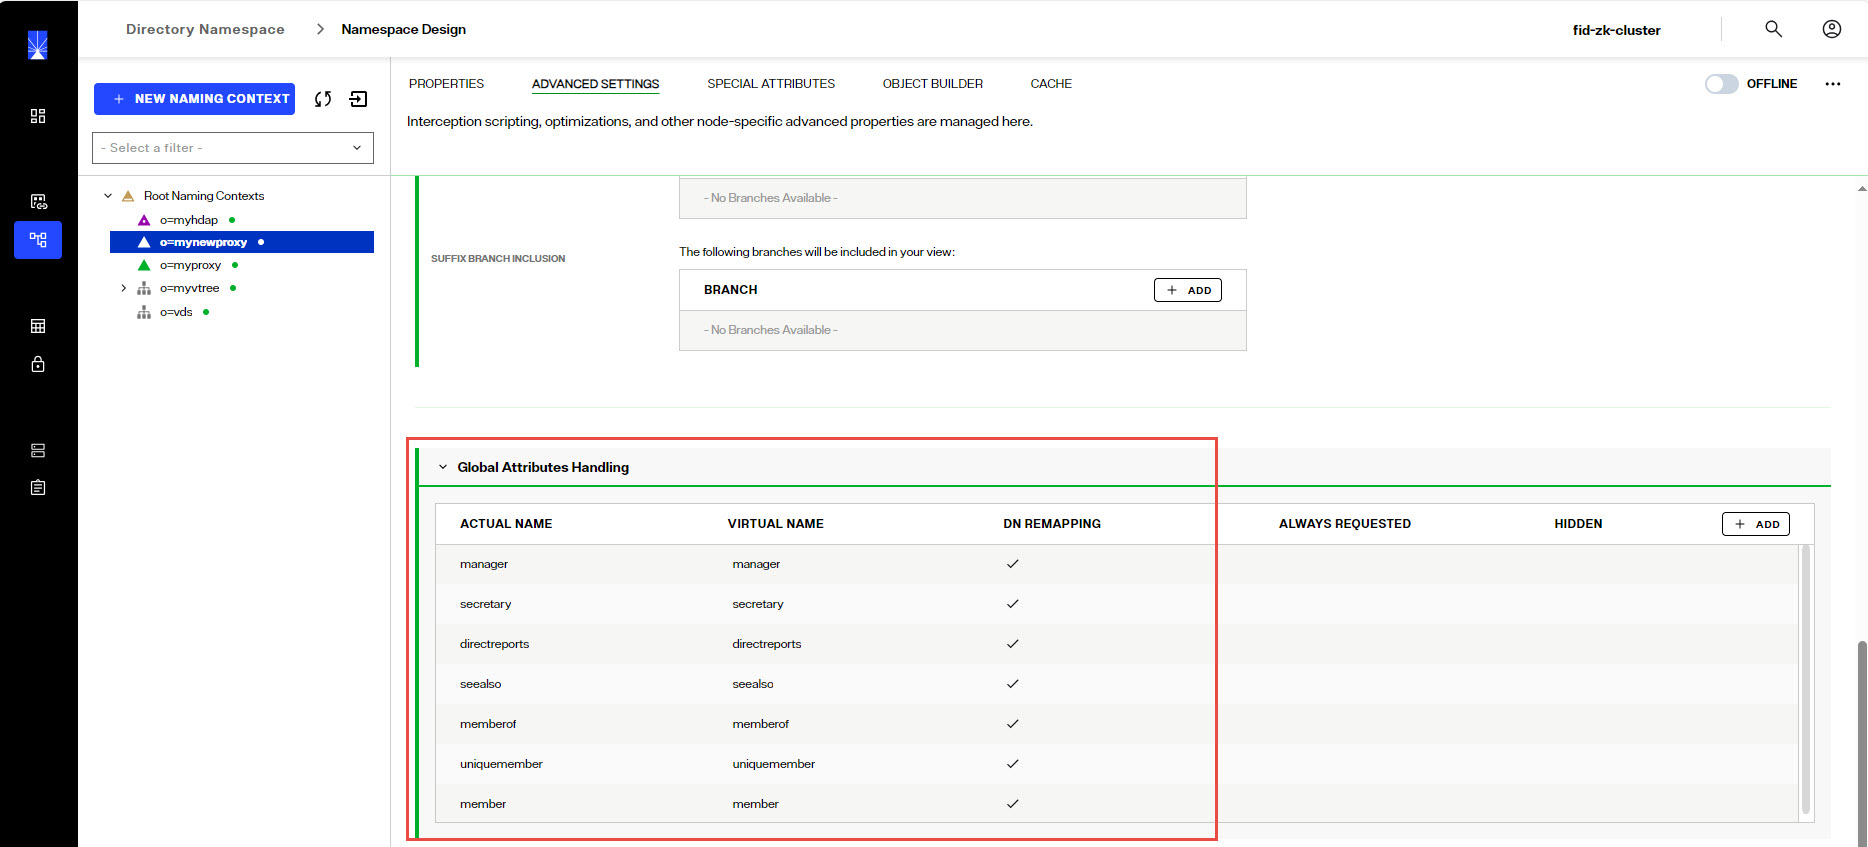 Directory Namespace > Namespace Design
fid-zk-cluster
+ NEW NAMING CONTEXT
- Select a filter -
Root Naming Contexts
o=myhdap
o=mynewproxy
o=myproxy
o=myvtree
o=vds
PROPERTIES ADVANCED SETTINGS SPECIAL ATTRIBUTES OBJECT BUILDER CACHE
OFFLINE
Interception scripting, optimizations, and other node-specific advanced properties are managed here.
- No Branches Available -
SUFFIX BRANCH INCLUSION
The following branches will be included in your view:
BRANCH + ADD
- No Branches Available -
Global Attributes Handling
ACTUAL NAME VIRTUAL NAME DN REMAPPING ALWAYS REQUESTED HIDDEN + ADD
manager manager ✓
secretary secretary ✓
directreports directreports ✓
seealso seealso ✓
memberof memberof ✓
uniquemember uniquemember ✓
member member ✓